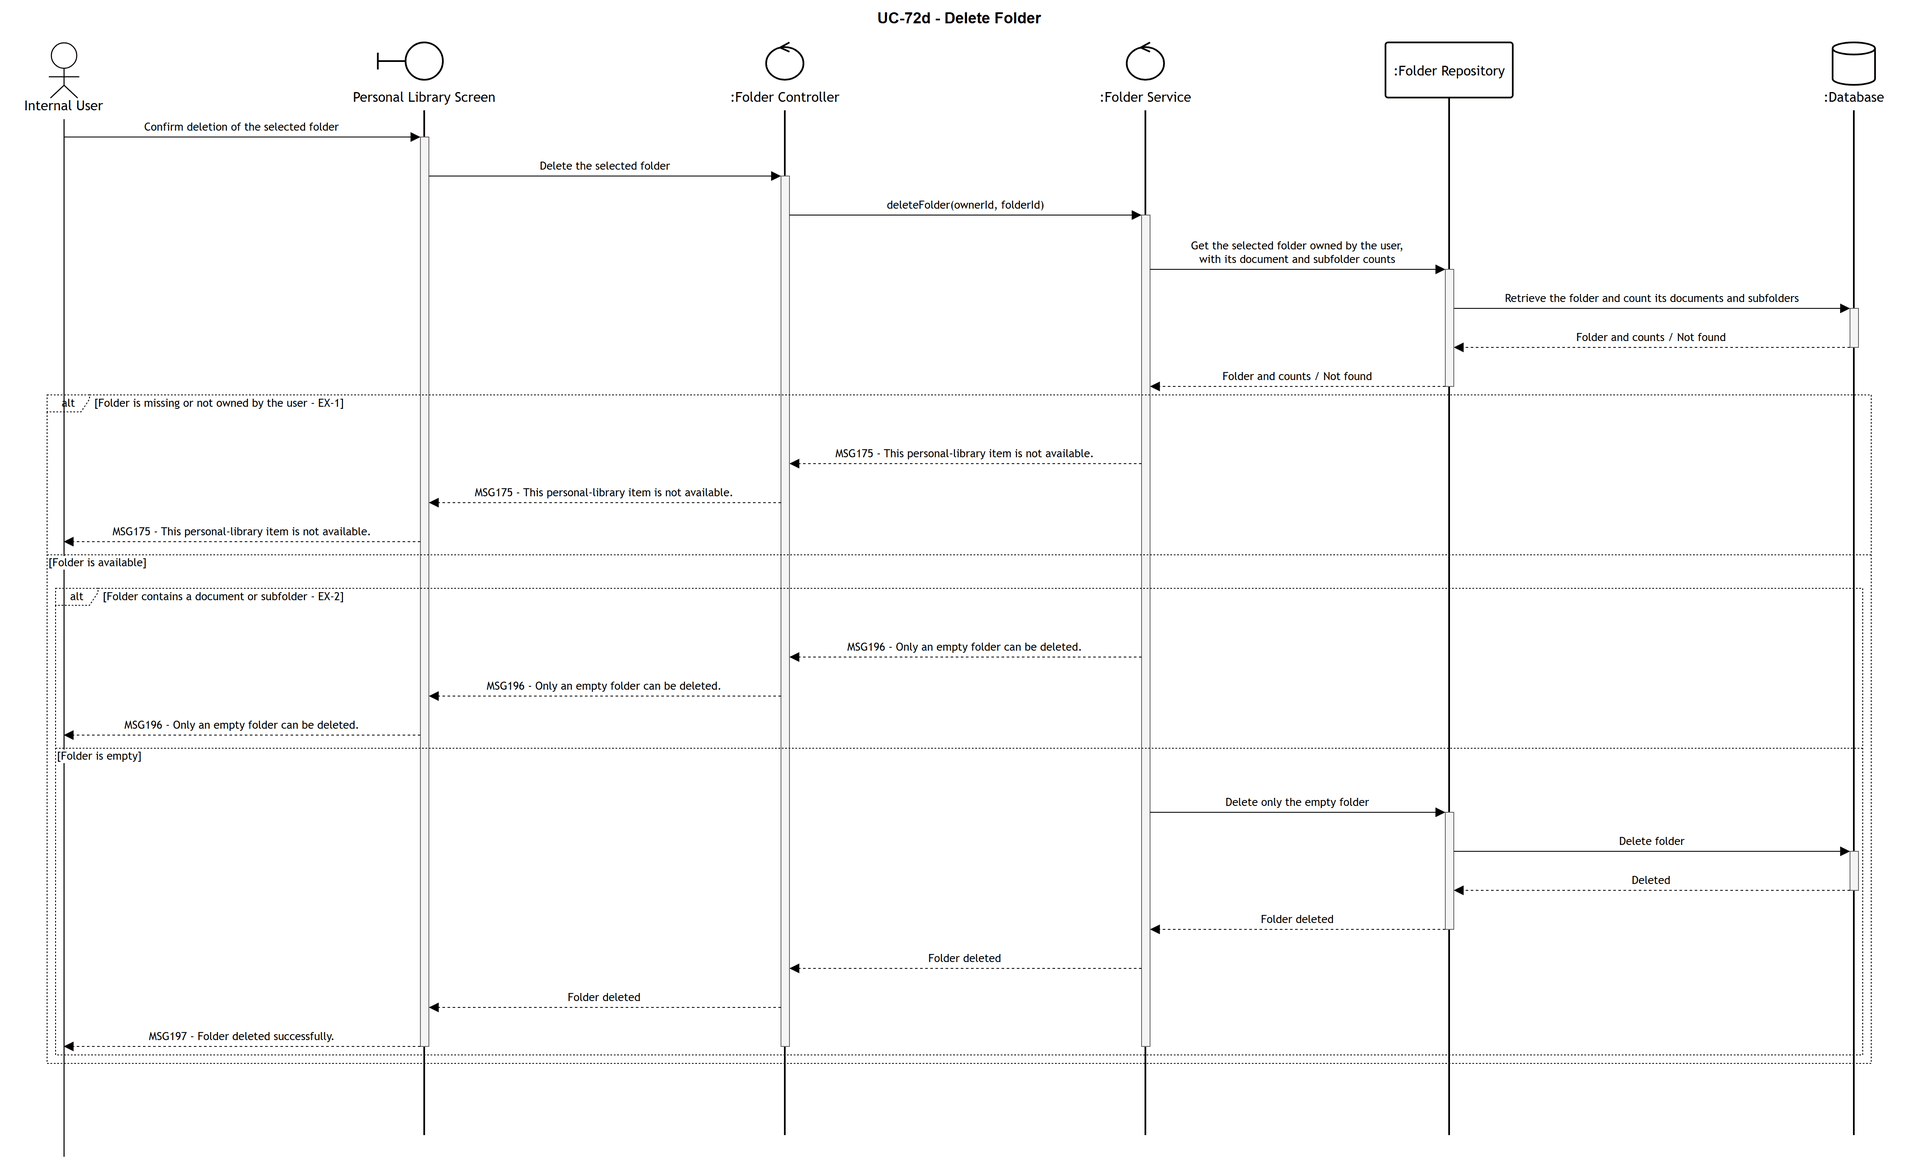 UC-72d - Delete Folder
Internal User
Personal Library Screen
:Folder Controller
:Folder Service
:Folder Repository
:Database
Confirm deletion of the selected folder
Delete the selected folder
deleteFolder(ownerId, folderId)
Get the selected folder owned by the user,
with its document and subfolder counts
Retrieve the folder and count its documents and subfolders
Folder and counts / Not found
Folder and counts / Not found
alt [Folder is missing or not owned by the user - EX-1]
MSG175 - This personal-library item is not available.
MSG175 - This personal-library item is not available.
MSG175 - This personal-library item is not available.
[Folder is available]
alt [Folder contains a document or subfolder - EX-2]
MSG196 - Only an empty folder can be deleted.
MSG196 - Only an empty folder can be deleted.
MSG196 - Only an empty folder can be deleted.
[Folder is empty]
Delete only the empty folder
Delete folder
Deleted
Folder deleted
Folder deleted
Folder deleted
MSG197 - Folder deleted successfully.